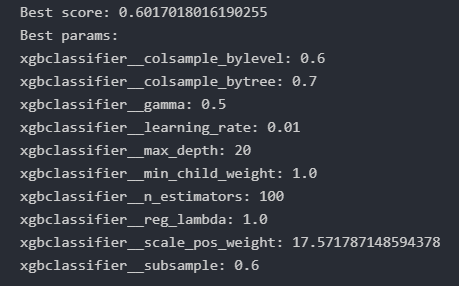 Best score: 0.6017018016190255
Best params:
xgbclassifier__colsample_bylevel: 0.6
xgbclassifier__colsample_bytree: 0.7
xgbclassifier__gamma: 0.5
xgbclassifier__learning_rate: 0.01
xgbclassifier__max_depth: 20
xgbclassifier__min_child_weight: 1.0
xgbclassifier__n_estimators: 100
xgbclassifier__reg_lambda: 1.0
xgbclassifier__scale_pos_weight: 17.571787148594378
xgbclassifier__subsample: 0.6